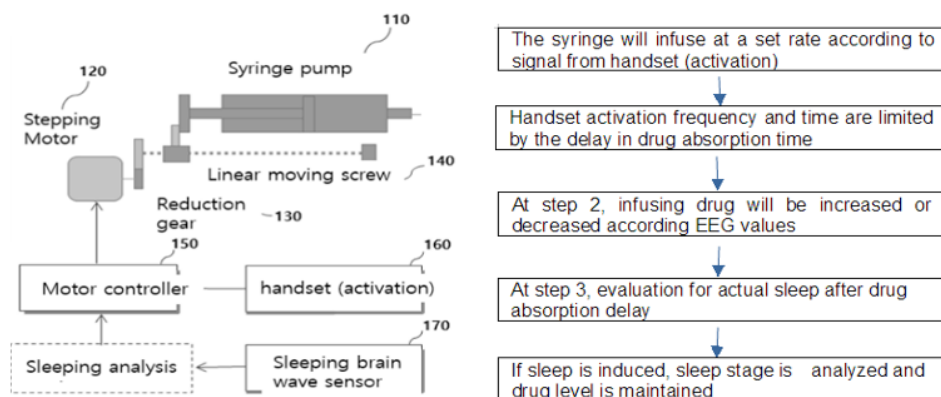 110
Syringe pump
120
Stepping
Motor
140
Linear moving screw
Reduction
gear
130
150
160
Motor controller
handset (activation)
170
Sleeping analysis
Sleeping brain
wave sensor
The syringe will infuse at a set rate according to
signal from handset (activation)
Handset activation frequency and time are limited
by the delay in drug absorption time
At step 2, infusing drug will be increased or
decreased according EEG values
At step 3, evaluation for actual sleep after drug
absorption delay
If sleep is induced, sleep stage is analyzed and
drug level is maintained